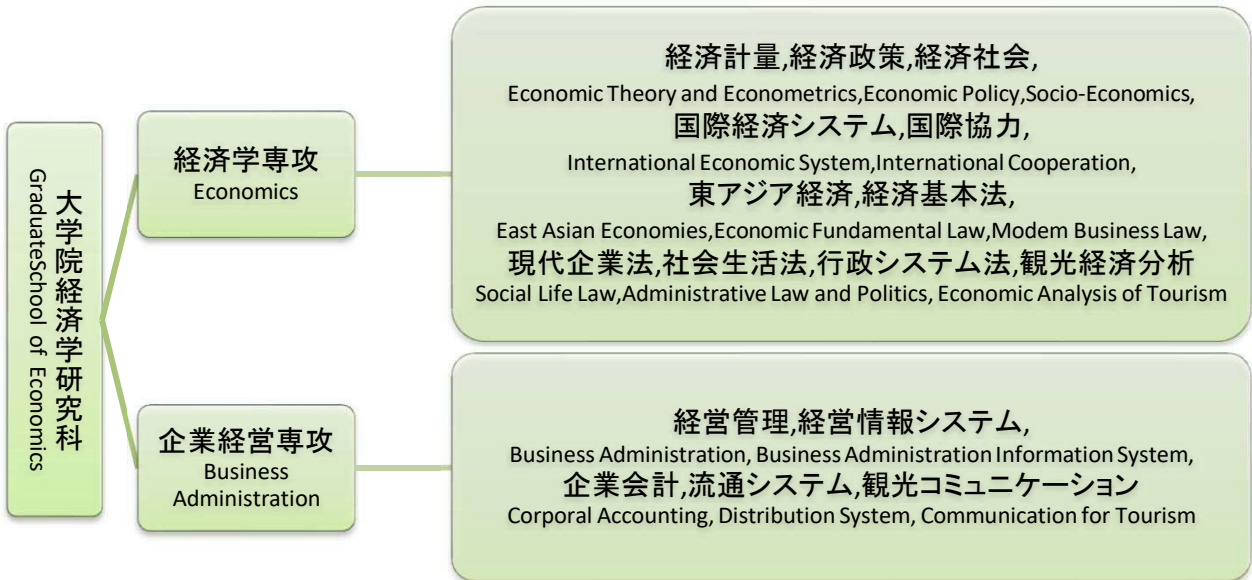 大学院経済学研究科
GraduateSchool of Economics
経済学専攻
Economics
経済計量,経済政策,経済社会,
Economic Theory and Econometrics,Economic Policy,Socio-Economics,
国際経済システム,国際協力,
International Economic System,International Cooperation,
東アジア経済,経済基本法,
East Asian Economies,Economic Fundamental Law,Modem Business Law,
現代企業法,社会生活法,行政システム法,観光経済分析
Social Life Law,Administrative Law and Politics, Economic Analysis of Tourism
企業経営専攻
Business
Administration
経営管理,経営情報システム,
Business Administration, Business Administration Information System,
企業会計,流通システム,観光コミュニケーション
Corporal Accounting, Distribution System, Communication for Tourism